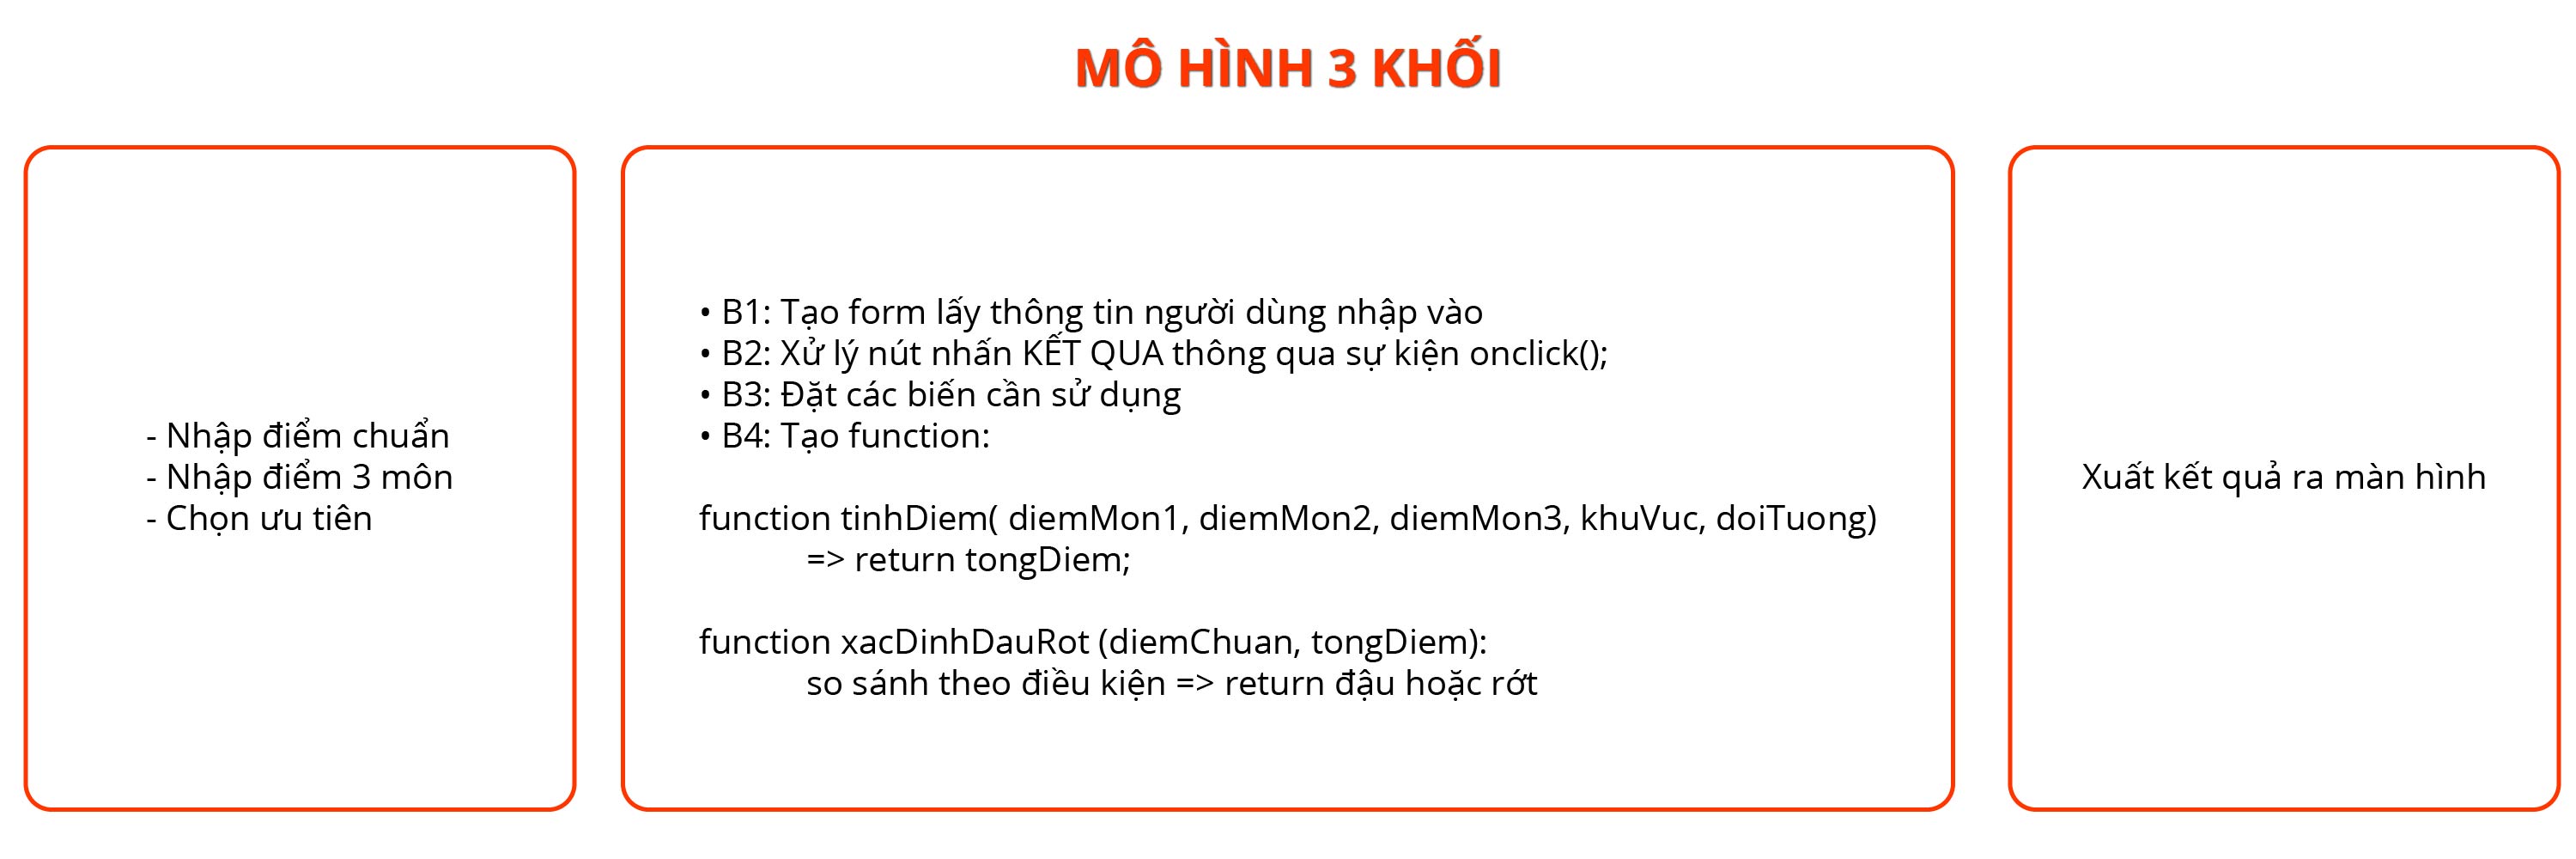 MÔ HÌNH 3 KHỐI
- Nhập điểm chuẩn
- Nhập điểm 3 môn
- Chọn ưu tiên
• B1: Tạo form lấy thông tin người dùng nhập vào
• B2: Xử lý nút nhấn KẾT QUA thông qua sự kiện onclick();
• B3: Đặt các biến cần sử dụng
• B4: Tạo function:
function tinhDiem( diemMon1, diemMon2, diemMon3, khuVuc, doiTuong)
=> return tongDiem;
function xacDinhDauRot (diemChuan, tongDiem):
so sánh theo điều kiện => return đậu hoặc rớt
Xuất kết quả ra màn hình